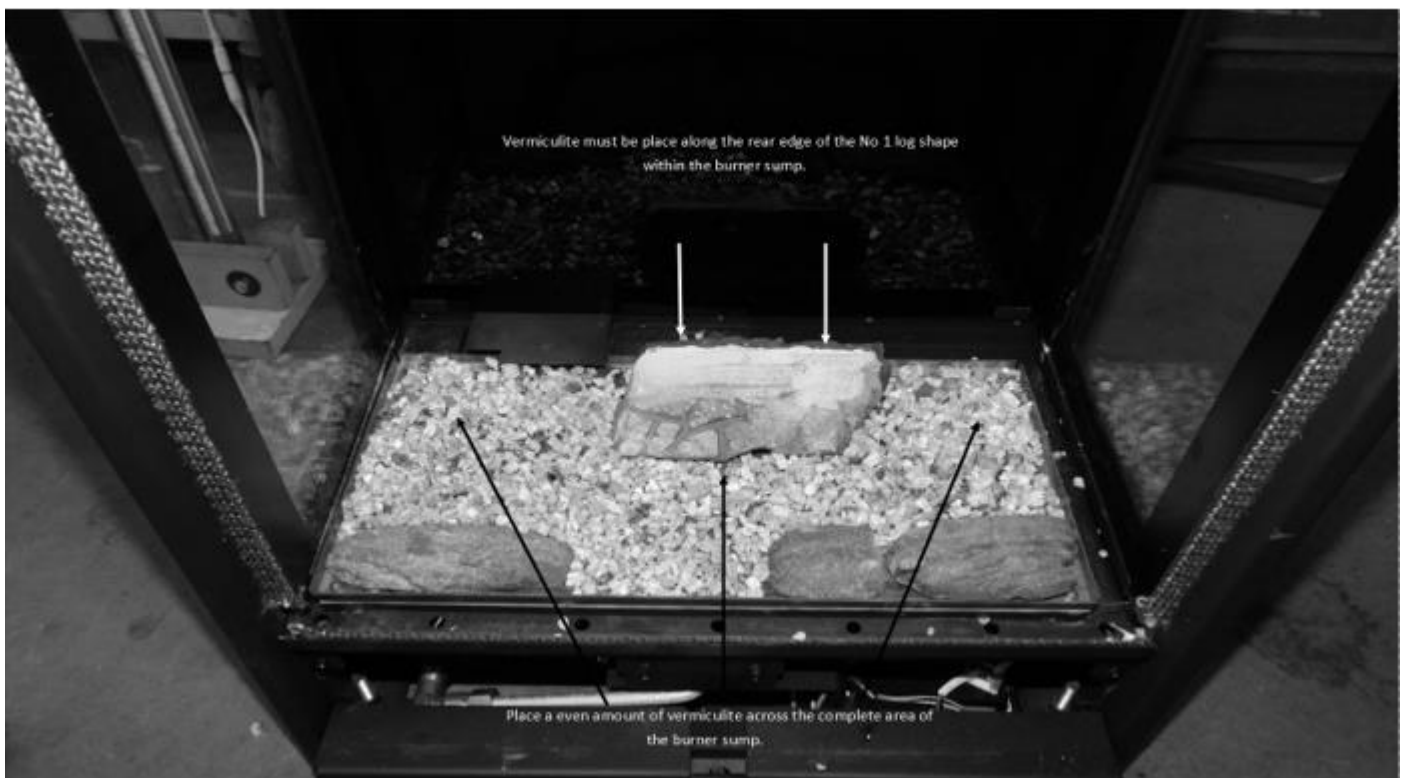 Vermiculite must be place along the rear edge of the No 1 log shape
within the burner sump.
Place a even amount of vermiculite across the complete area of
the burner sump.